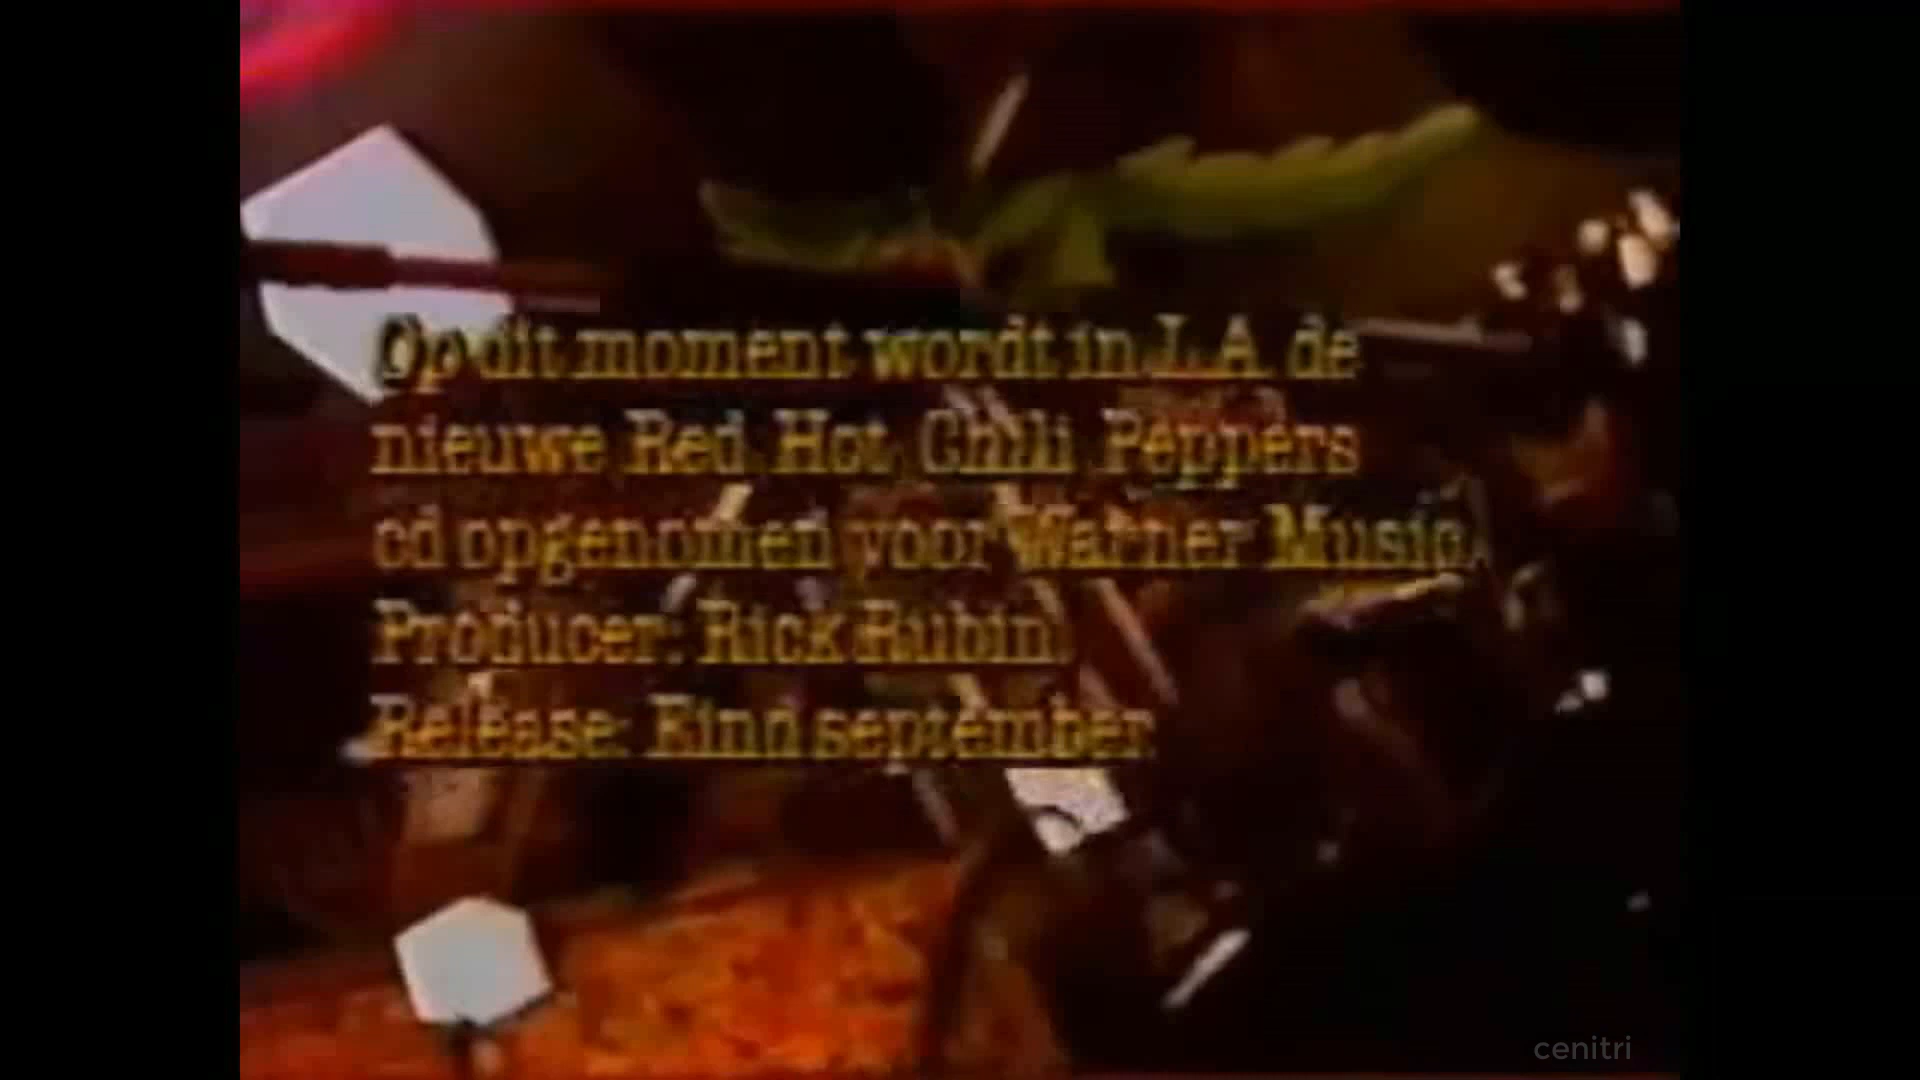 Op dit moment wordt in L.A. de
nieuwe Red Hot Chili Peppers
cd opgenomen voor Warner Music.
Producer: Rick Rubin.
Release: Eind september.
cenitri